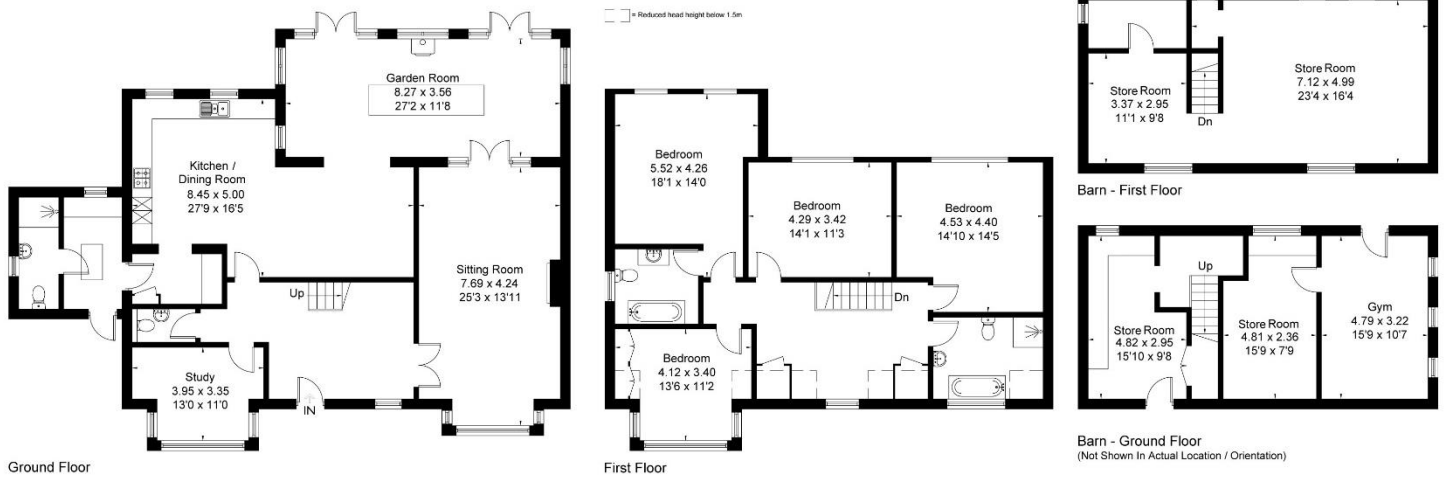 Garden Room
8.27 x 3.56
27'2 x 11'8
Kitchen /
Dining Room
8.45 x 5.00
27'9 x 16'5
Sitting Room
7.69 x 4.24
25'3 x 13'11
Up
Study
3.95 x 3.35
13'0 x 11'0
IN
Ground Floor
= Reduced head height below 1.5m
Bedroom
5.52 x 4.26
18'1 x 14'0
Bedroom
4.29 x 3.42
14'1 x 11'3
Bedroom
4.53 x 4.40
14'10 x 14'5
Dn
Bedroom
4.12 x 3.40
13'6 x 11'2
First Floor
Store Room
7.12 x 4.99
23'4 x 16'4
Store Room
3.37 x 2.95
11'1 x 9'8
Dn
Barn - First Floor
Up
Store Room
4.82 x 2.95
15'10 x 9'8
Store Room
4.81 x 2.36
15'9 x 7'9
Gym
4.79 x 3.22
15'9 x 10'7
Barn - Ground Floor
(Not Shown In Actual Location / Orientation)